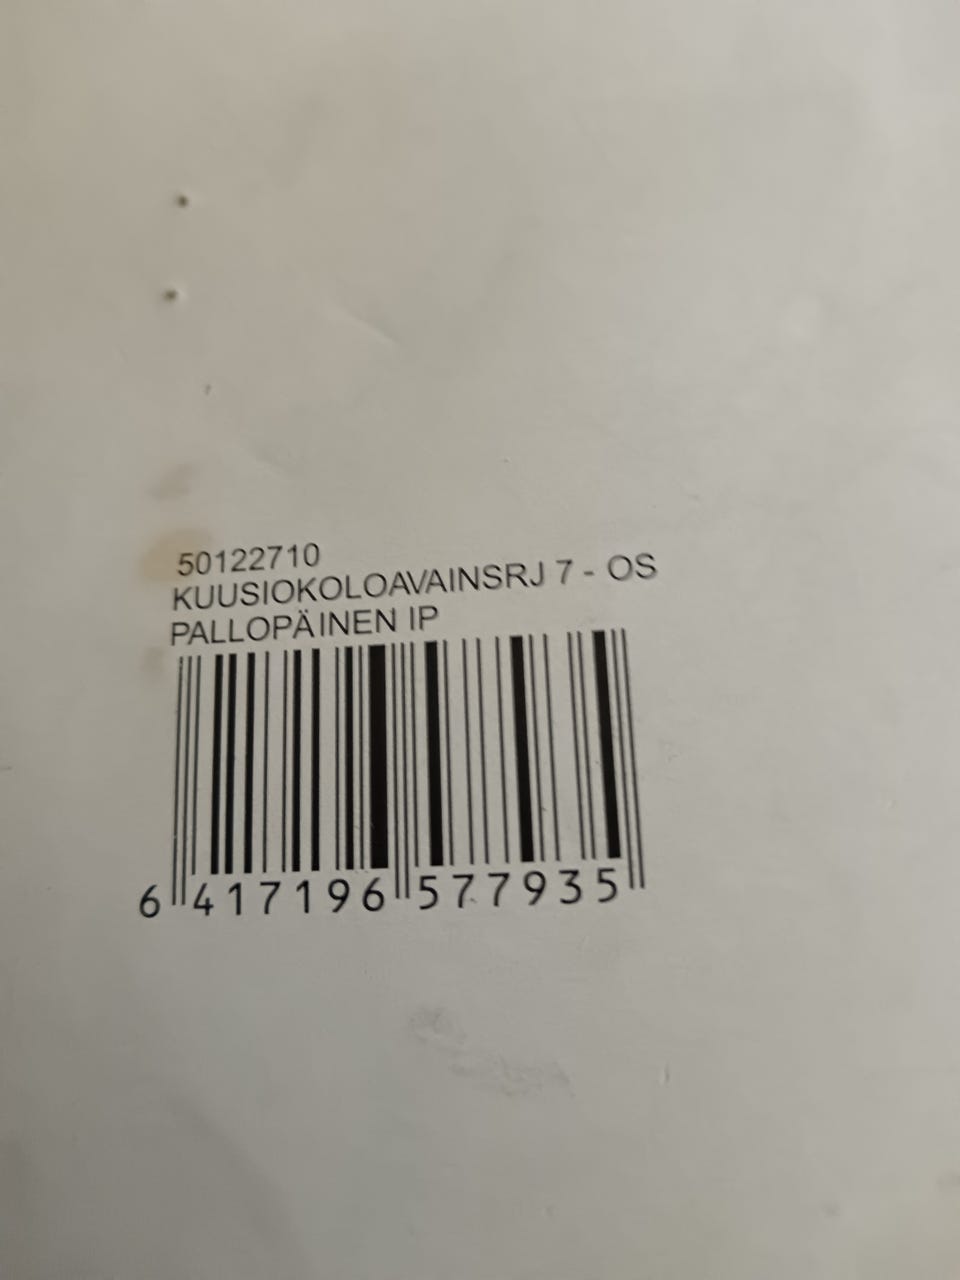 50122710
KUUSIOKOLOAVAINSRJ 7 - OS
PALLOPÄINEN IP
6 417196 577935